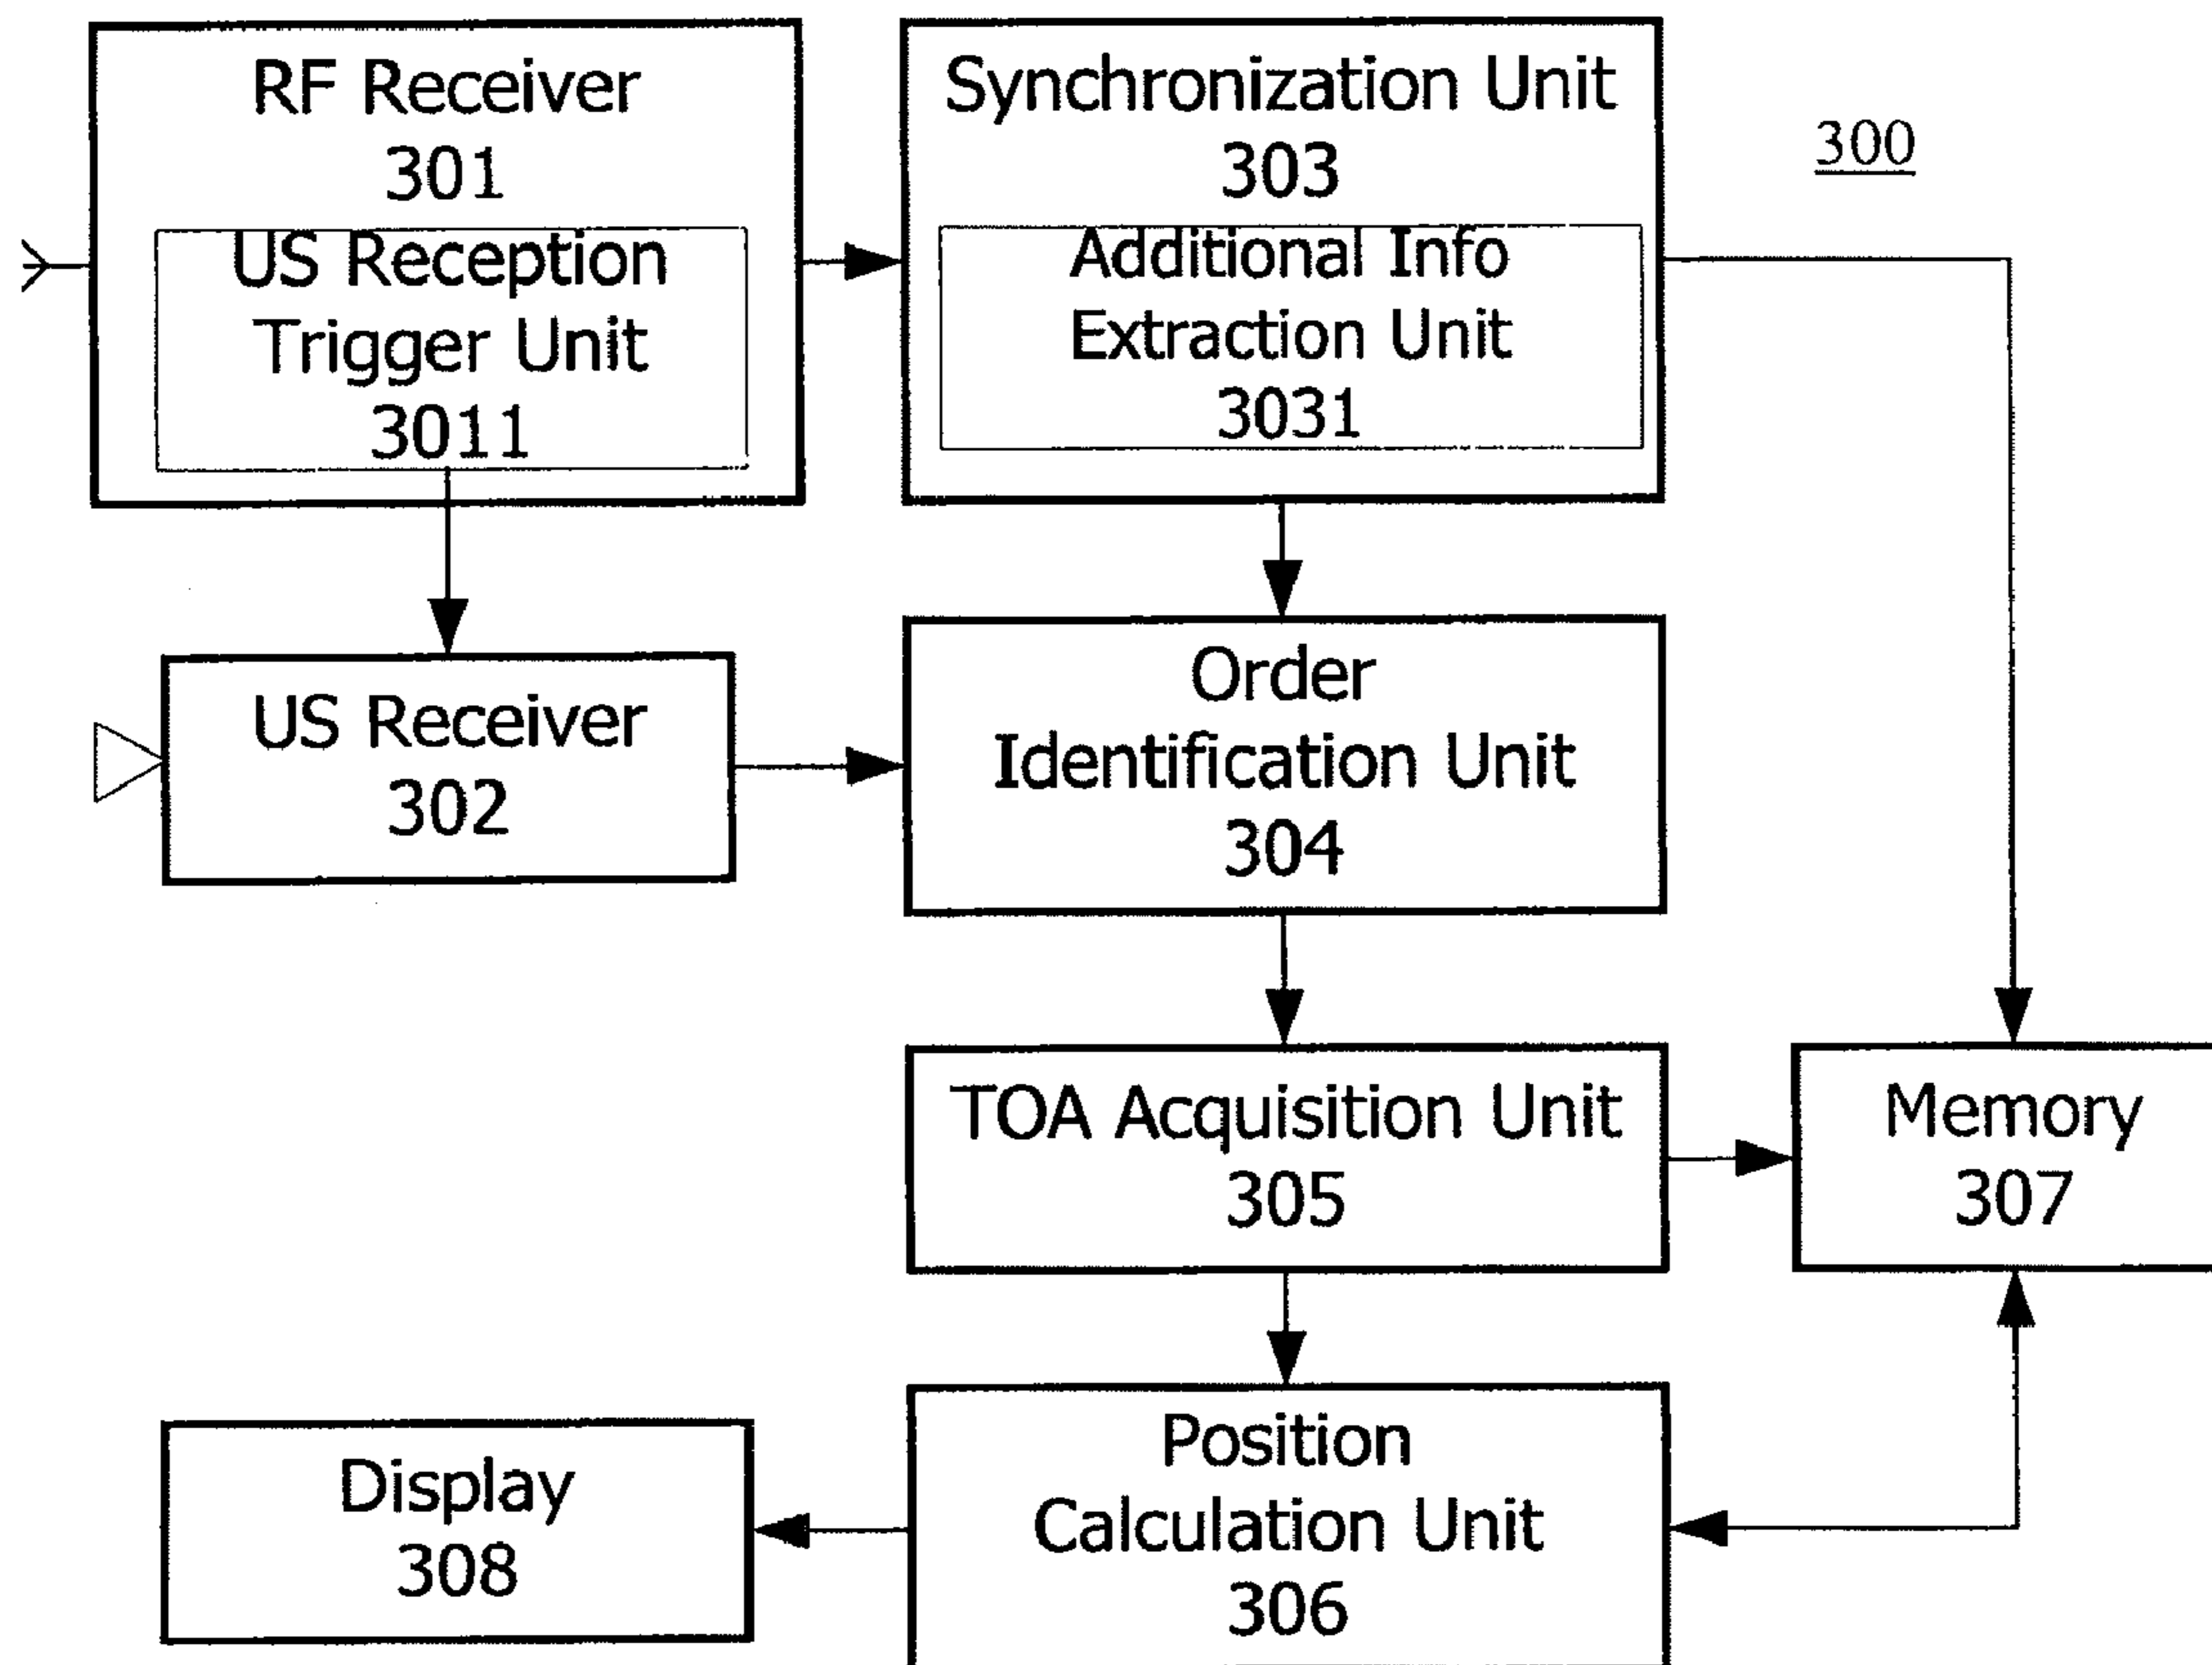 RF Receiver
301
US Reception
Trigger Unit
3011
Synchronization Unit
303
Additional Info
Extraction Unit
3031
300
US Receiver
302
Order
Identification Unit
304
TOA Acquisition Unit
305
Memory
307
Display
308
Position
Calculation Unit
306